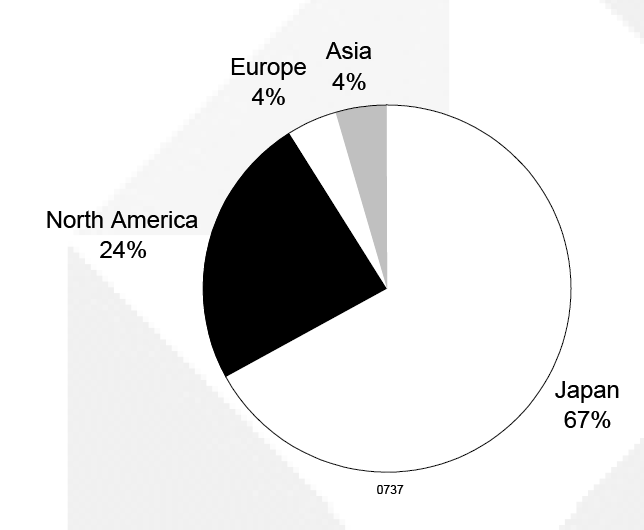 Asia
4%
Europe
4%
North America
24%
Japan
67%
0737